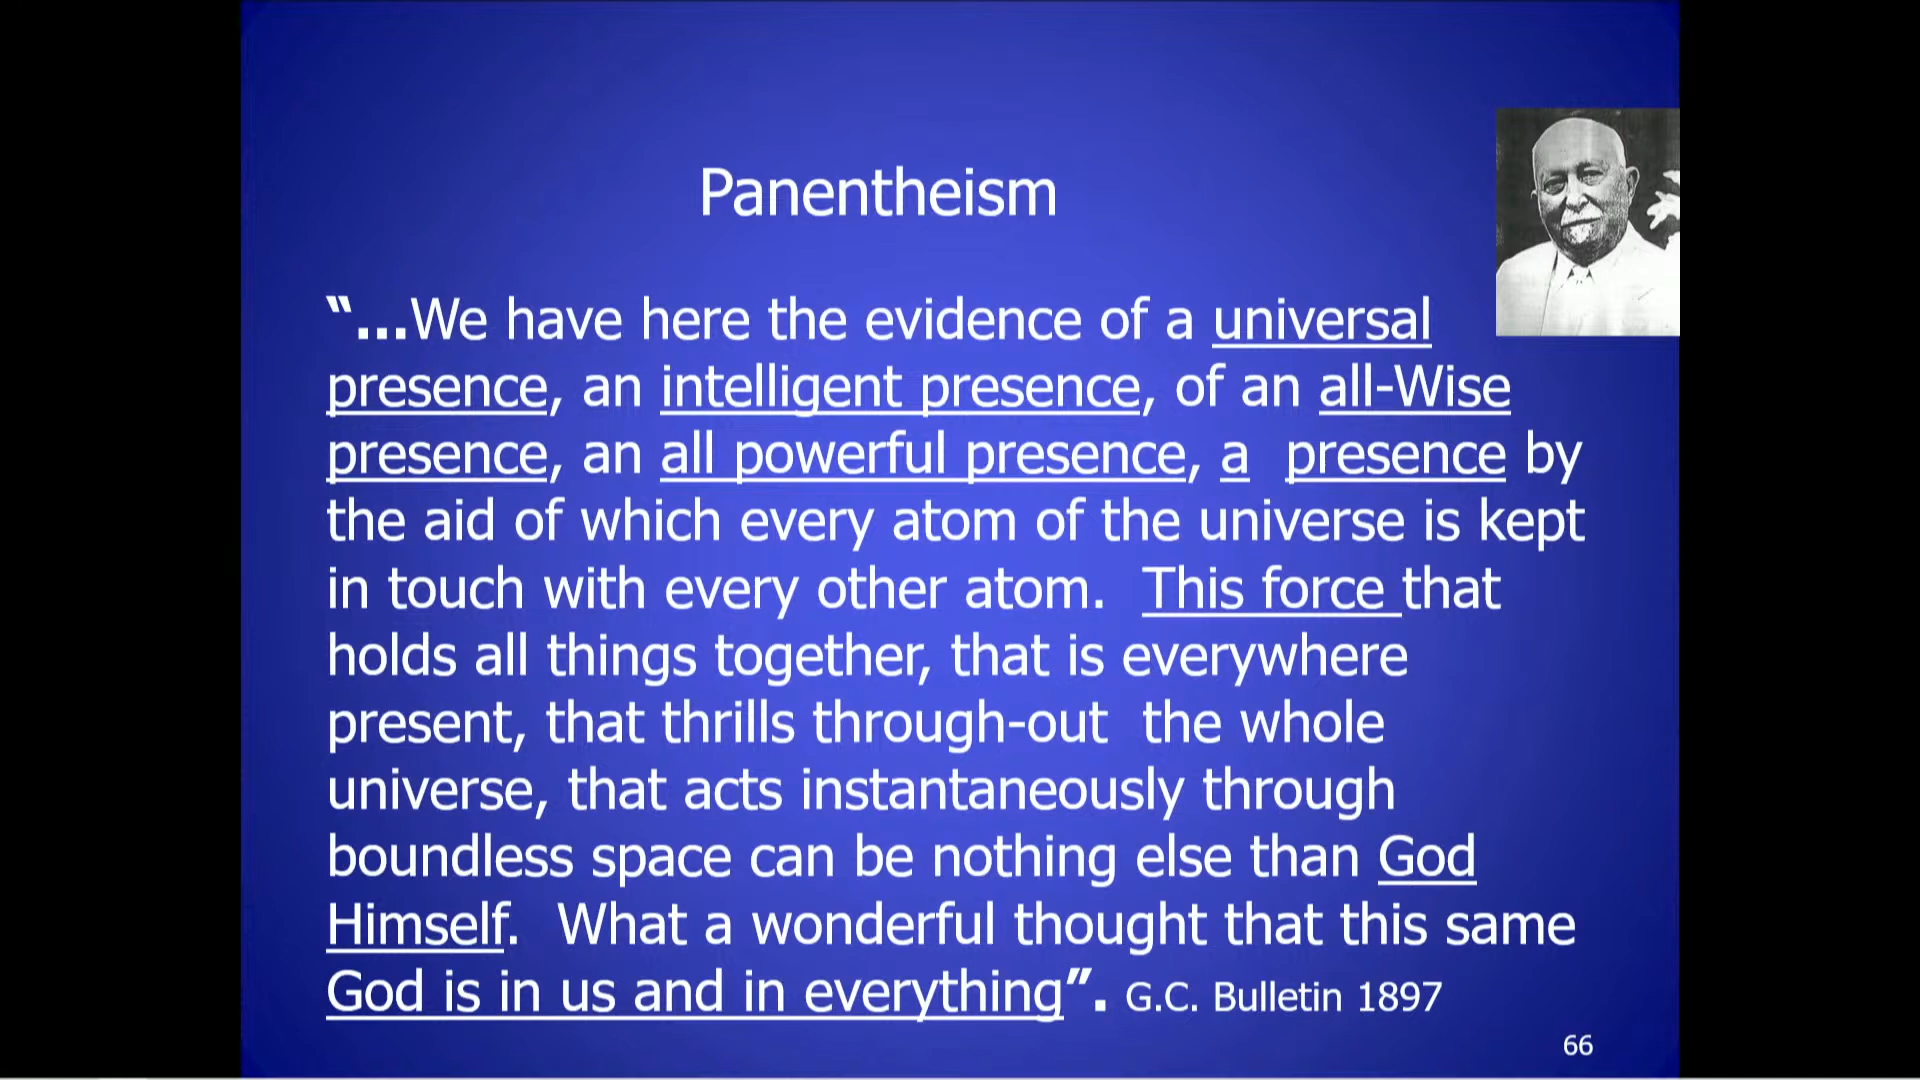 Panentheism
“...We have here the evidence of a universal
presence, an intelligent presence, of an all-Wise
presence, an all powerful presence, a  presence by
the aid of which every atom of the universe is kept
in touch with every other atom.  This force that
holds all things together, that is everywhere
present, that thrills through-out  the whole
universe, that acts instantaneously through
boundless space can be nothing else than God
Himself.  What a wonderful thought that this same
God is in us and in everything”. G.C. Bulletin 1897
66